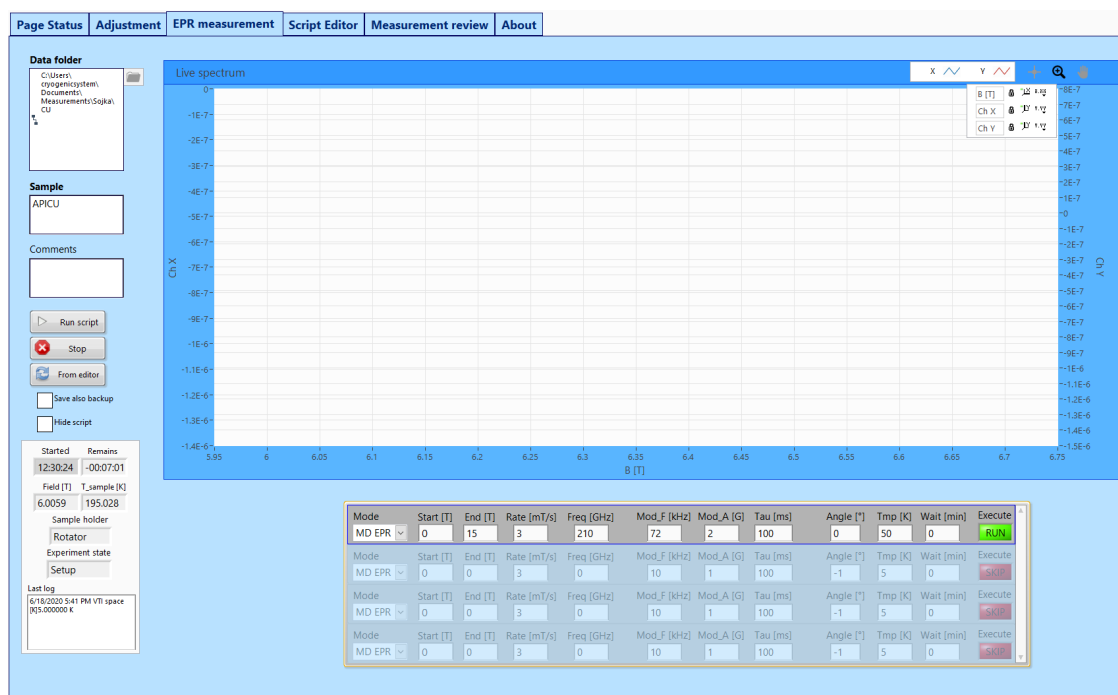 Page Status Adjustment EPR measurement Script Editor Measurement review About
Data folder
C:\Users\
cryogenicsystem\
Documents\
Measurements\Sojka\
CU
Sample
APICU
Comments
Run script
Stop
From editor
Save also backup
Hide script
Started Remains
12:30:24 -00:07:01
Field [T] T_sample [K]
6.0059 195.028
Sample holder
Rotator
Experiment state
Setup
Last log
6/18/2020 5:41 PM VTI space
[K]5,000000 K
Live spectrum
X Y
B [T]
Ch X
Ch Y
0
-1E-7
-2E-7
-3E-7
-4E-7
-5E-7
-6E-7
-7E-7
-8E-7
-9E-7
-1E-6
-1.1E-6
-1.2E-6
-1.3E-6
-1.4E-6
Ch X
5.95 6 6.05 6.1 6.15 6.2 6.25 6.3 6.35 6.4 6.45 6.5 6.55 6.6 6.65 6.7 6.75
B [T]
-8E-7
-7E-7
-6E-7
-5E-7
-4E-7
-3E-7
-2E-7
-1E-7
-0
--1E-7
--2E-7
--3E-7
--4E-7
--5E-7
--6E-7
--7E-7
--8E-7
--9E-7
--1E-6
--1.1E-6
--1.2E-6
--1.3E-6
--1.4E-6
--1.5E-6
Ch Y
Mode Start [T] End [T] Rate [mT/s] Freq [GHz] Mod_F [kHz] Mod_A [G] Tau [ms] Angle [°] Tmp [K] Wait [min] Execute
MD EPR 0 15 3 210 72 2 100 0 50 0 RUN
Mode Start [T] End [T] Rate [mT/s] Freq [GHz] Mod_F [kHz] Mod_A [G] Tau [ms] Angle [°] Tmp [K] Wait [min] Execute
MD EPR 0 0 3 0 10 1 100 -1 5 0 SKIP
Mode Start [T] End [T] Rate [mT/s] Freq [GHz] Mod_F [kHz] Mod_A [G] Tau [ms] Angle [°] Tmp [K] Wait [min] Execute
MD EPR 0 0 3 0 10 1 100 -1 5 0 SKIP
Mode Start [T] End [T] Rate [mT/s] Freq [GHz] Mod_F [kHz] Mod_A [G] Tau [ms] Angle [°] Tmp [K] Wait [min] Execute
MD EPR 0 0 3 0 10 1 100 -1 5 0 SKIP